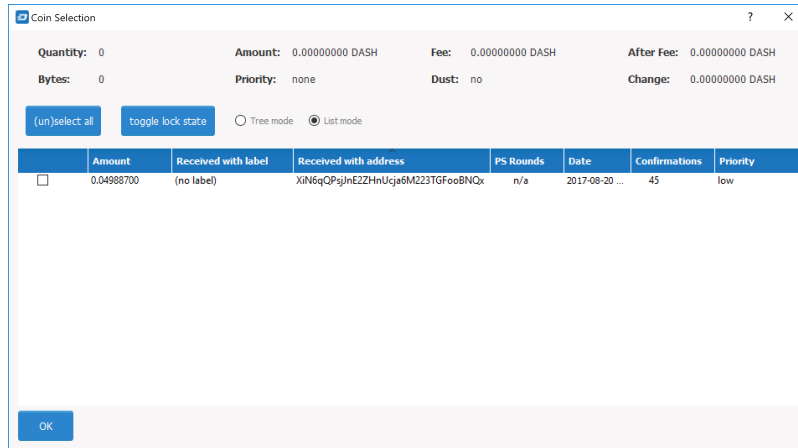 Coin Selection
Quantity: 0 Amount: 0.00000000 DASH Fee: 0.00000000 DASH After Fee: 0.00000000 DASH
Bytes: 0 Priority: none Dust: no Change: 0.00000000 DASH
(un)select all toggle lock state Tree mode List mode
Amount Received with label Received with address PS Rounds Date Confirmations Priority
0.04988700 (no label) XiN6qQPsjJnE2ZHnUcja6M223TGFooBNQx n/a 2017-08-20 ... 45 low
OK